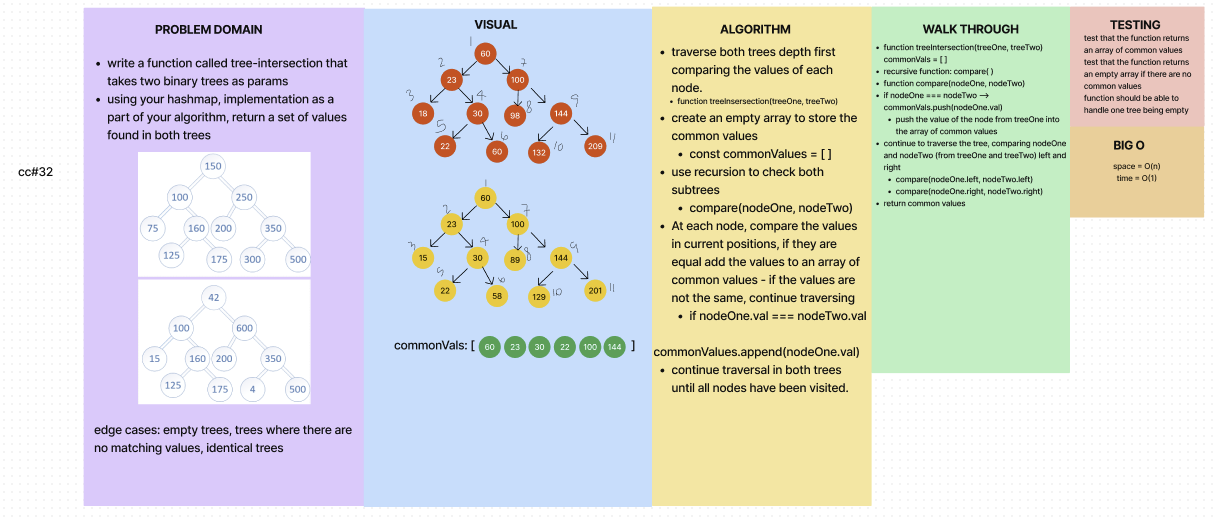 cc#32
PROBLEM DOMAIN
• write a function called tree-intersection that
takes two binary trees as params
• using your hashmap, implementation as a
part of your algorithm, return a set of values
found in both trees
150
100 250
75 160 200 350
125 175 300 500
42
100 600
15 160 200 350
125 175 4 500
edge cases: empty trees, trees where there are
no matching values, identical trees
VISUAL
1
60
2 7
23 100
3 4 8 9
18 30 98 144
5 6 10 11
22 60 132 209
1
60
2 7
23 100
3 4 8 9
15 30 89 144
5 6 10 11
22 58 129 201
commonVals: [ 60 23 30 22 100 144 ]
ALGORITHM
• traverse both trees depth first
comparing the values of each
node.
• function treeInsersection(treeOne, treeTwo)
• create an empty array to store the
common values
• const commonValues = [ ]
• use recursion to check both
subtrees
• compare(nodeOne, nodeTwo)
• At each node, compare the values
in current positions, if they are
equal add the values to an array of
common values - if the values are
not the same, continue traversing
• if nodeOne.val === nodeTwo.val
commonValues.append(nodeOne.val)
• continue traversal in both trees
until all nodes have been visited.
WALK THROUGH
• function treeIntersection(treeOne, treeTwo)
commonVals = [ ]
• recursive function: compare( )
• function compare(nodeOne, nodeTwo)
• if nodeOne === nodeTwo -->
commonVals.push(nodeOne.val)
• push the value of the node from treeOne into
the array of common values
• continue to traverse the tree, comparing nodeOne
and nodeTwo (from treeOne and treeTwo) left and
right
• compare(nodeOne.left, nodeTwo.left)
• compare(nodeOne.right, nodeTwo.right)
• return common values
TESTING
test that the function returns
an array of common values
test that the function returns
an empty array if there are no
common values
function should be able to
handle one tree being empty
BIG O
space = O(n)
time = O(1)